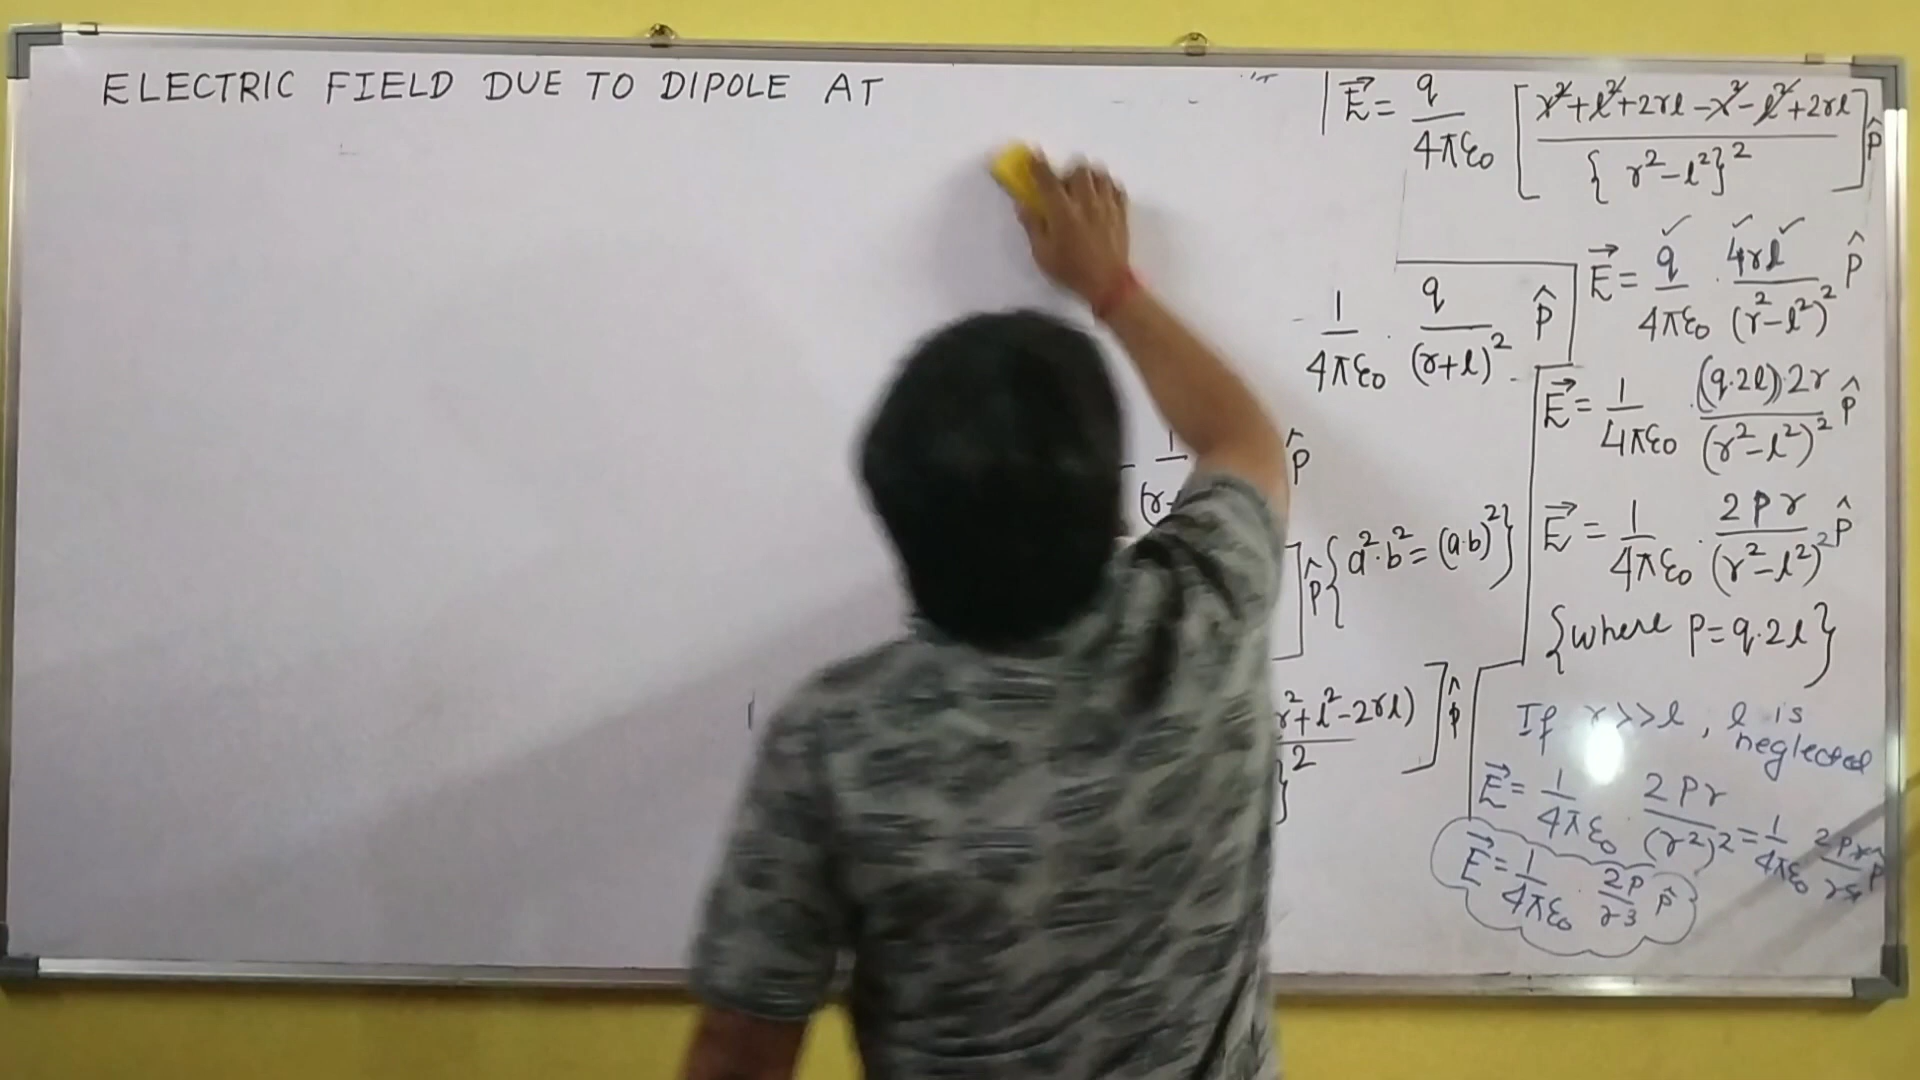 ELECTRIC FIELD DUE TO DIPOLE AT
1/4πε₀ · q/(r+l)² p̂
- 1/(r p̂
]p̂ {a²·b² = (a·b)²}
r²+l²-2rl) ]p̂
}²
E⃗ = q/4πε₀ [r²+l²+2rl-r²-l²+2rl / {r²-l²}²] p̂
E⃗ = q/4πε₀ · 4rl/(r²-l²)² p̂
E⃗ = 1/4πε₀ · (q.2l).2r/(r²-l²)² p̂
E⃗ = 1/4πε₀ · 2pr/(r²-l²)² p̂
{where p = q.2l}
If r>>l, l is
neglected
E⃗ = 1/4πε₀ · 2pr/(r²)² = 1/4πε₀ 2pr/r⁴ p̂
E⃗ = 1/4πε₀ · 2p/r³ p̂